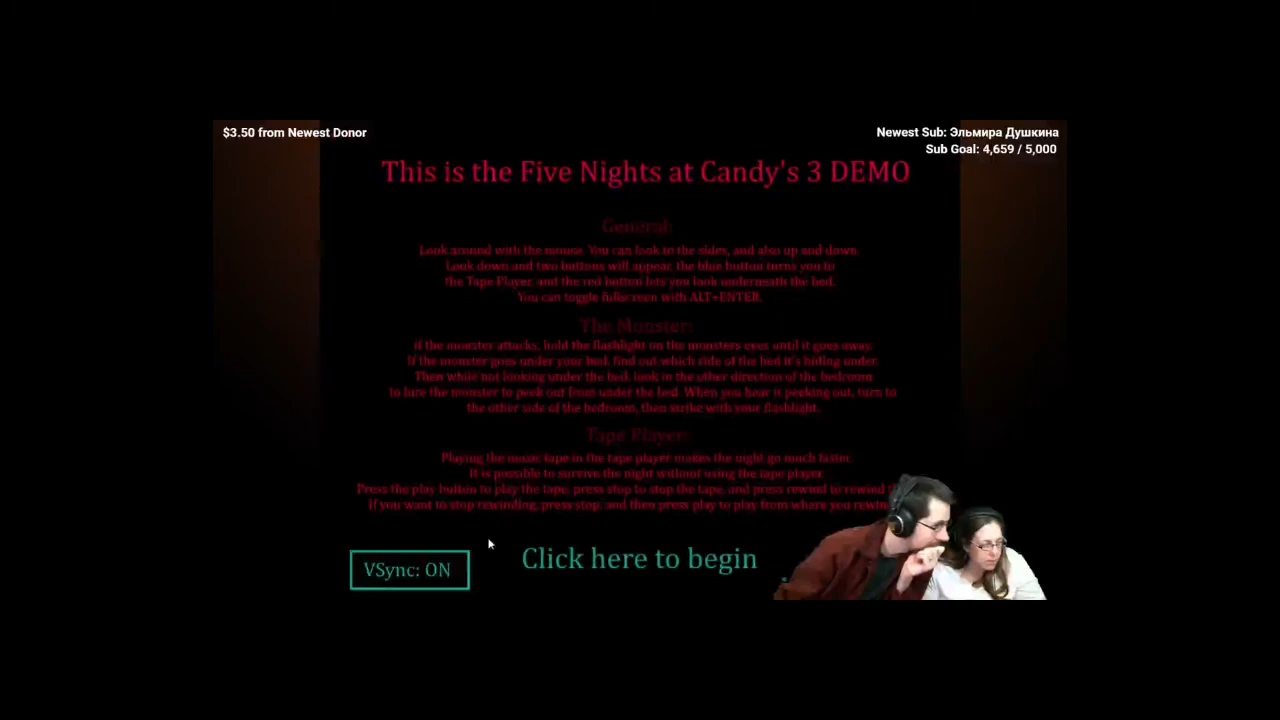 $3.50 from Newest Donor
Newest Sub: Эльмира Душкина
Sub Goal: 4,659 / 5,000
This is the Five Nights at Candy's 3 DEMO
General:
Look around with the mouse. You can look to the sides, and also up and down
Look down and two buttons will appear, the blue button turns you to
the Tape Player, and the red button lets you look underneath the bed.
You can toggle fullscreen with ALT+ENTER.
The Monster:
if the monster attacks, hold the flashlight on the monsters eyes until it goes away.
If the monster goes under your bed, find out which side of the bed it's hiding under.
Then while not looking under the bed, look in the other direction of the bedroom
to lure the monster to peek out from under the bed. When you hear it peeking out, turn to
the other side of the bedroom, then strike with your flashlight.
Tape Player:
Playing the music tape in the tape player makes the night go much faster.
It is possible to survive the night without using the tape player.
Press the play button to play the tape, press stop to stop the tape, and press rewind to rewind
If you want to stop rewinding, press stop, and then press play to play from where you
Click here to begin
VSync: ON